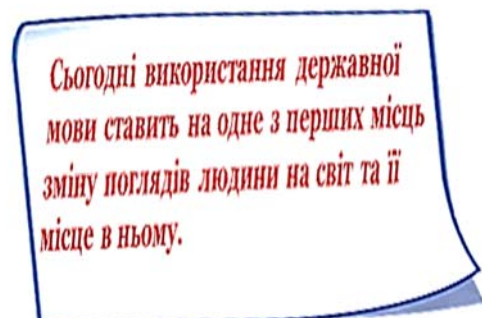 Сьогодні використання державної
мови ставить на одне з перших місць
зміну поглядів людини на світ та її
місце в ньому.